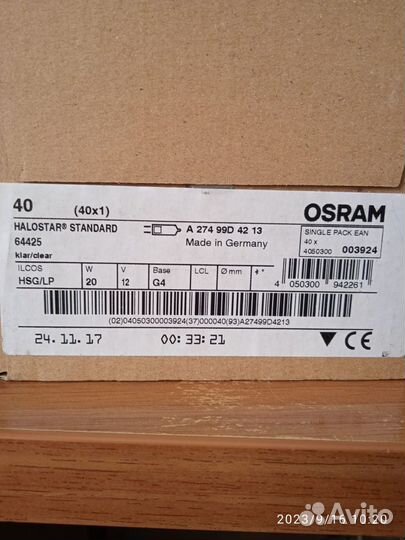 40 (40x1)
OSRAM
HALOSTAR® STANDARD
A 274 99D 42 13
SINGLE PACK EAN
64425
Made in Germany
40 x
klar/clear
4050300 003924
ILCOS W V Base LCL Ø mm
HSG/LP 20 12 G4
4 050300 942261
(02)04050300003924(37)000040(93)A27499D4213
24.11.17 00:33:21
CE
2023/9/16 10:20
Avito